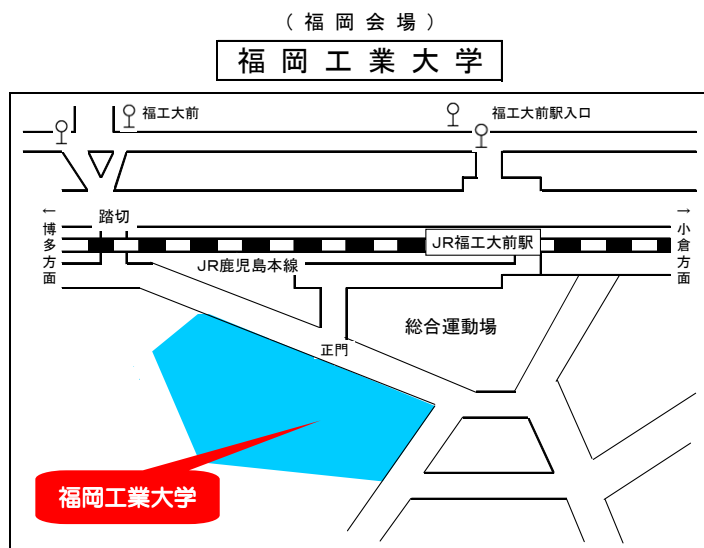 （福岡会場）
福岡工業大学
福工大前
福工大前駅入口
←博多方面
踏切
JR福工大前駅
→小倉方面
JR鹿児島本線
総合運動場
正門
福岡工業大学